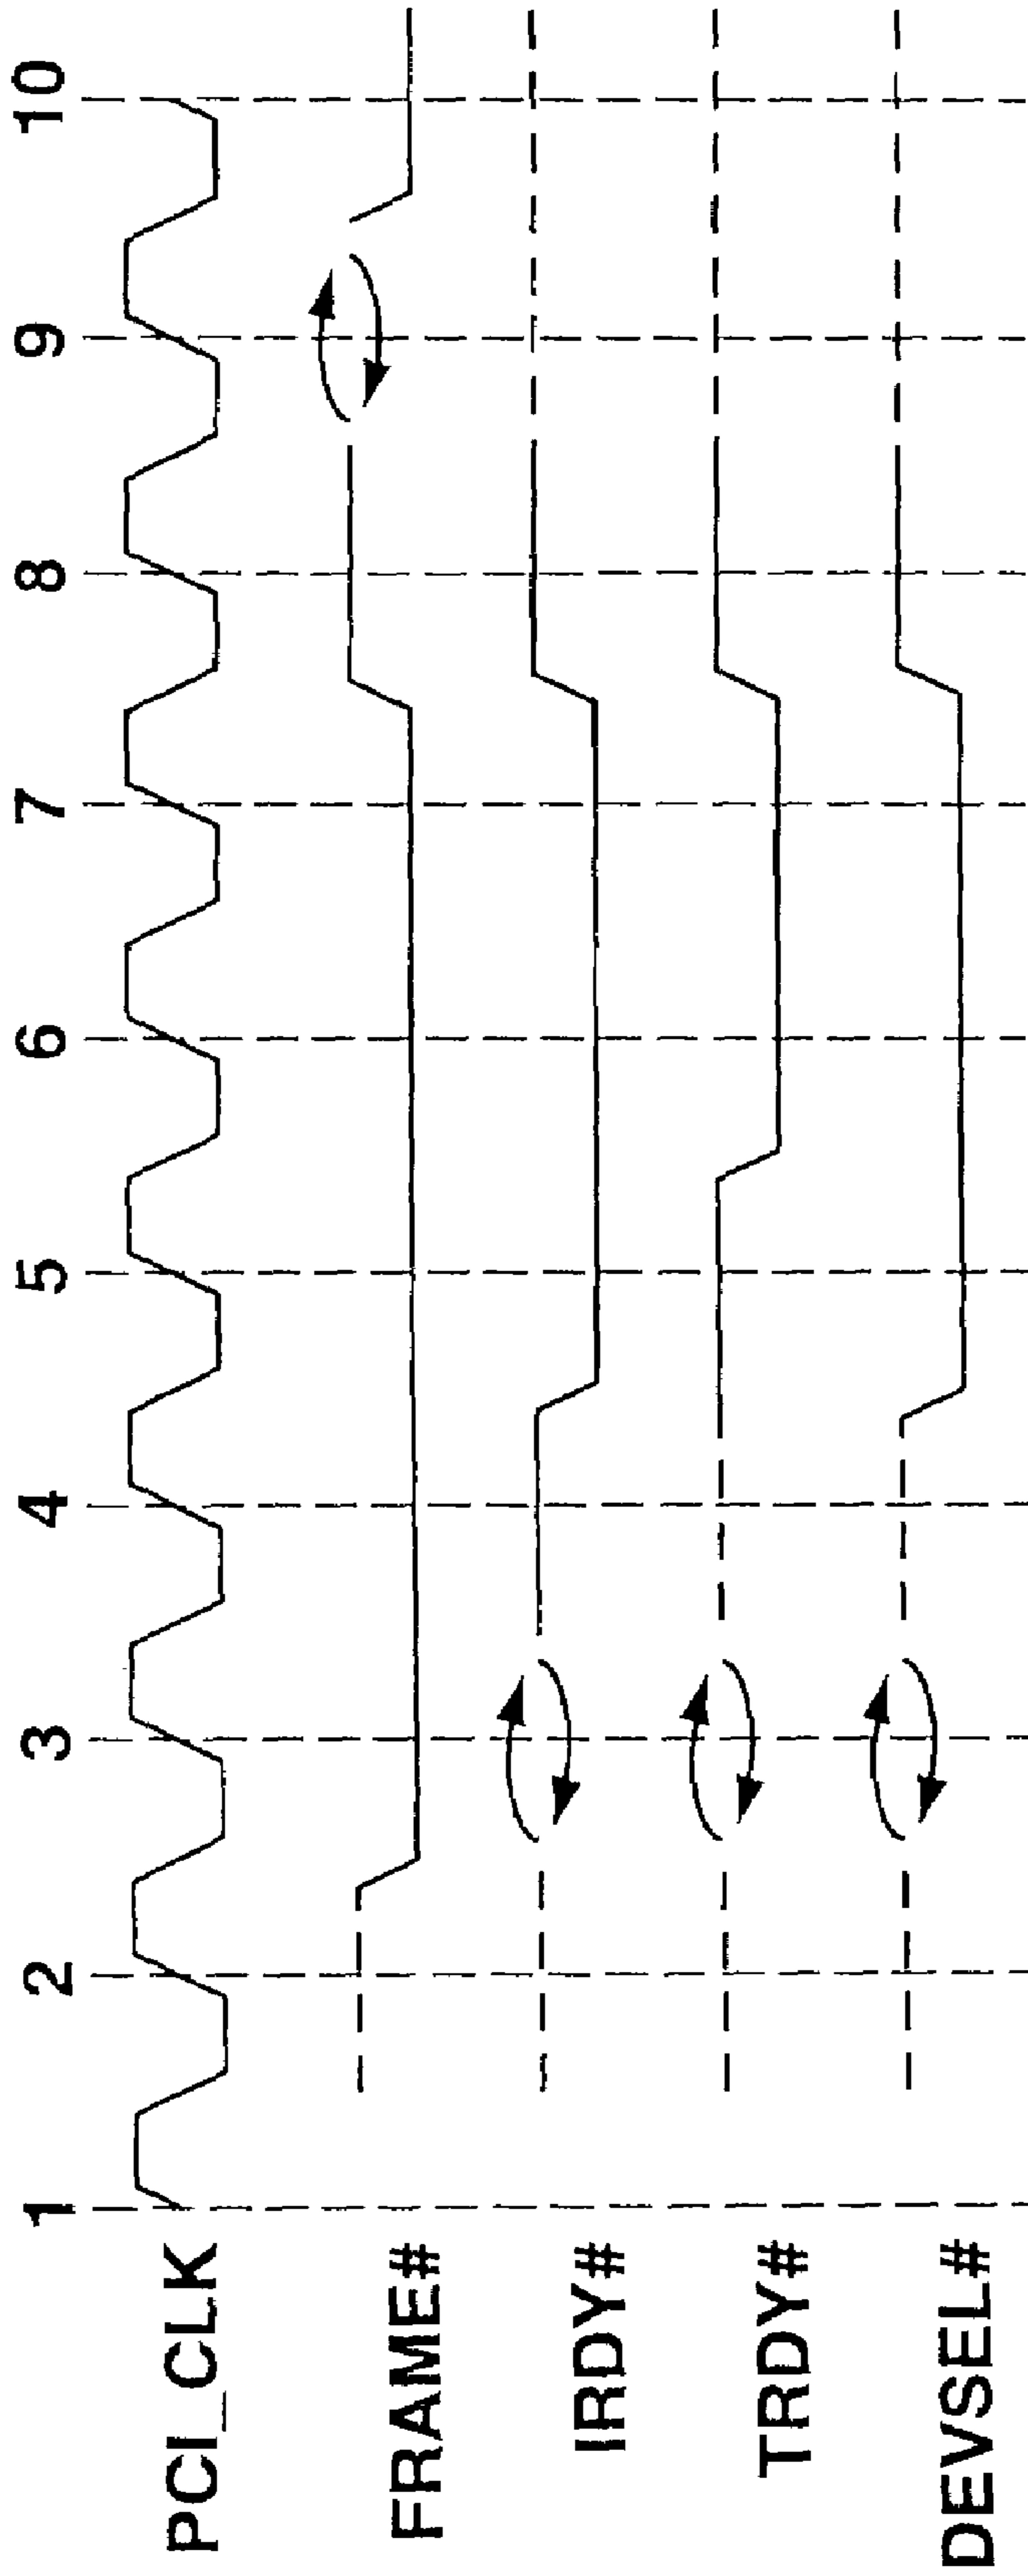 1 2 3 4 5 6 7 8 9 10
PCI_CLK
FRAME#
IRDY#
TRDY#
DEVSEL#